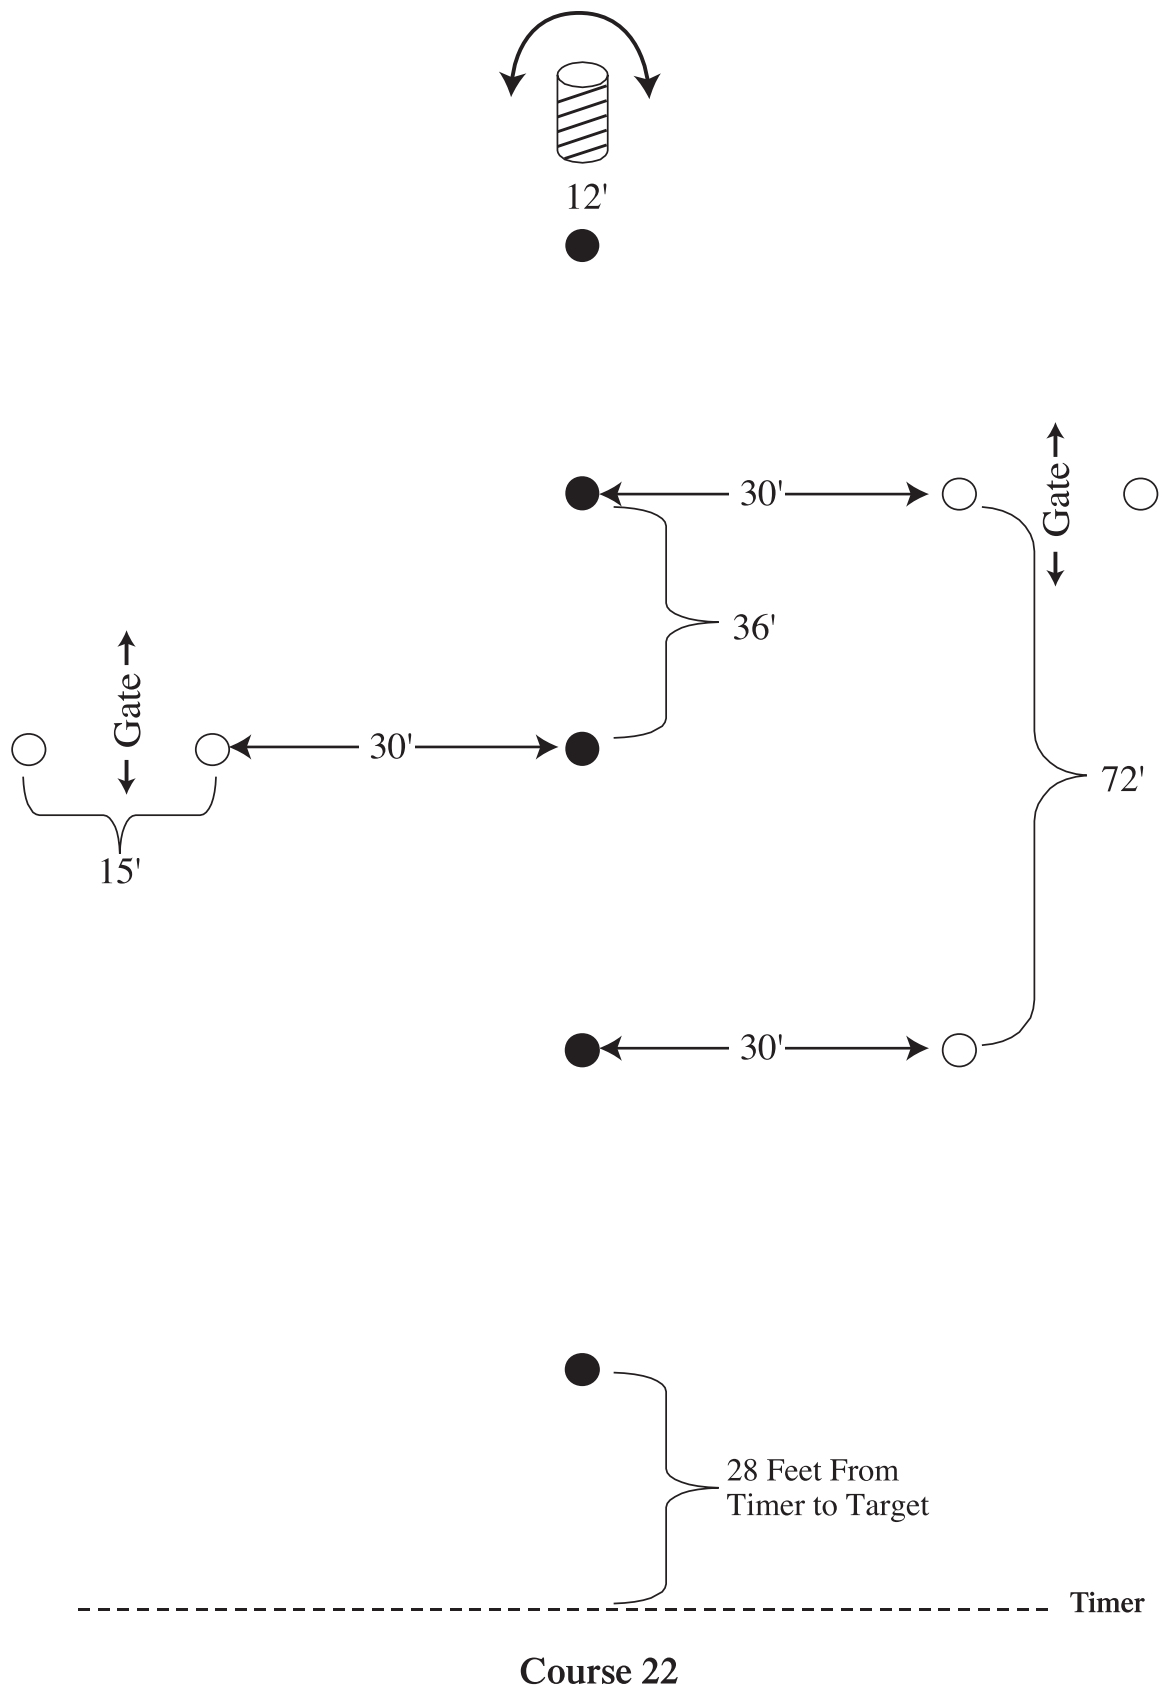 12'
30'
Gate
36'
Gate
30'
72'
15'
30'
28 Feet From
Timer to Target
Timer
Course 22